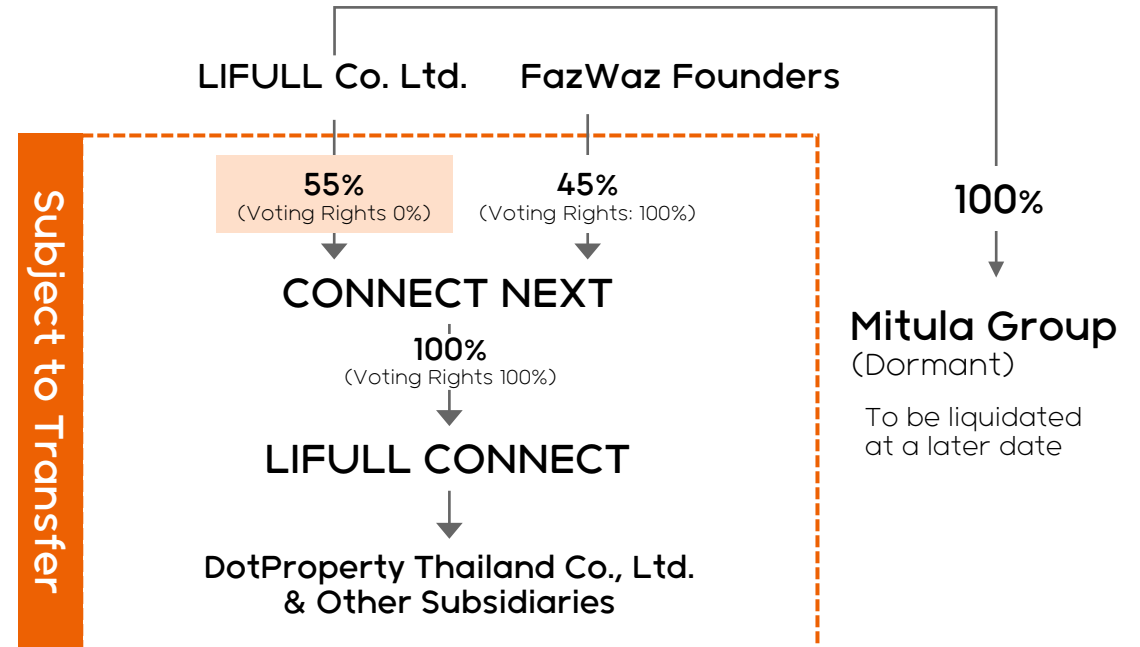 LIFULL Co. Ltd.
FazWaz Founders
Subject to Transfer
55%
(Voting Rights 0%)
45%
(Voting Rights: 100%)
CONNECT NEXT
100%
(Voting Rights 100%)
LIFULL CONNECT
DotProperty Thailand Co., Ltd.
& Other Subsidiaries
100%
Mitula Group
(Dormant)
To be liquidated
at a later date